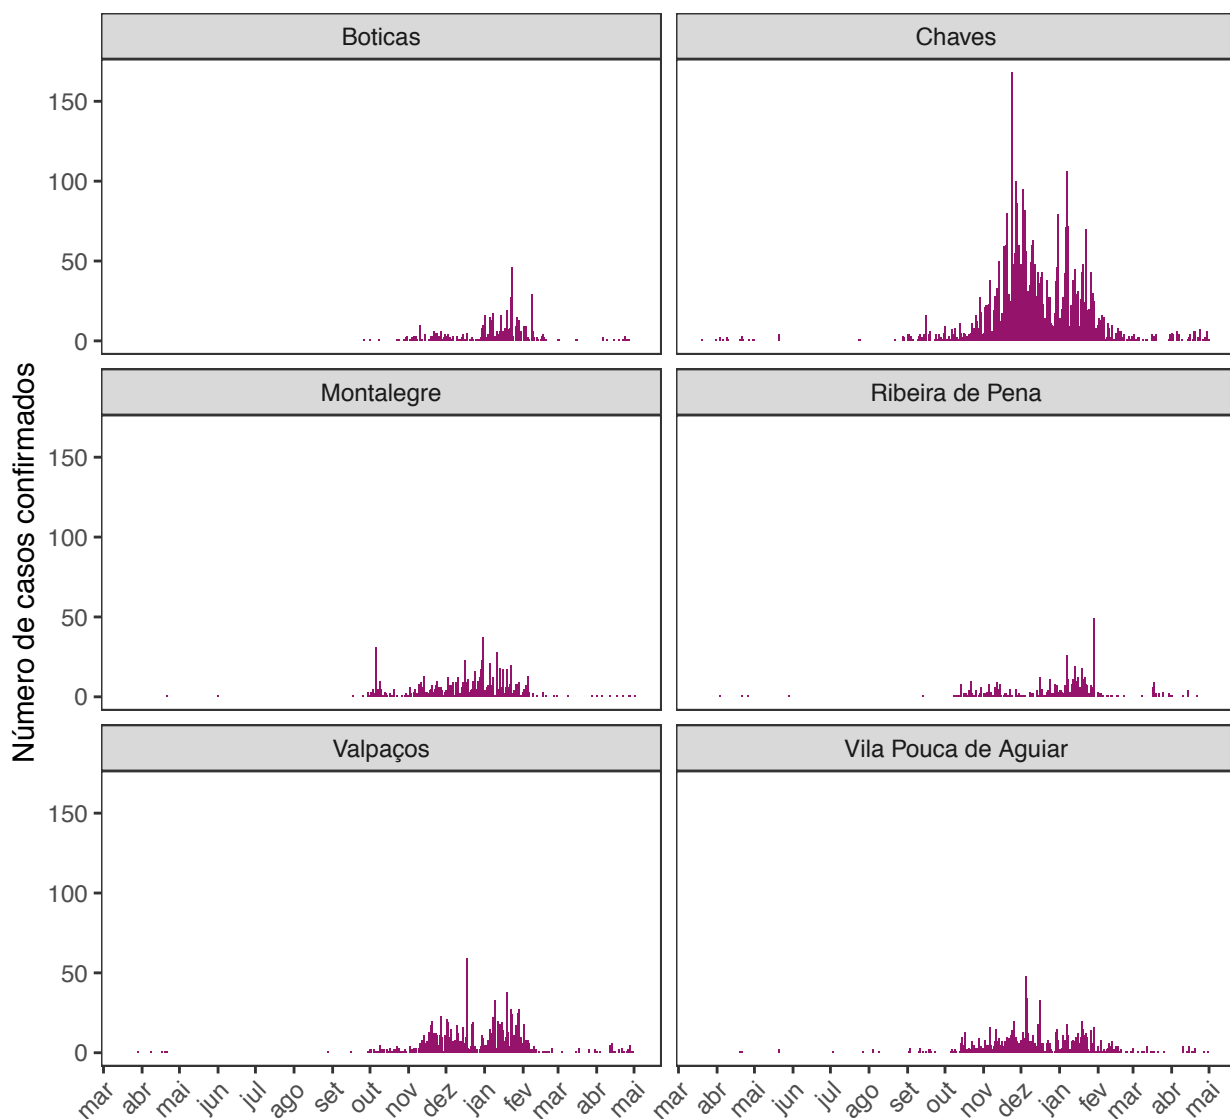 Boticas
Chaves
150
100
50
0
Montalegre
Ribeira de Pena
150
100
50
0
Valpaços
Vila Pouca de Aguiar
150
100
50
0
Número de casos confirmados
mar abr mai jun jul ago set out nov dez jan fev mar abr mai
mar abr mai jun jul ago set out nov dez jan fev mar abr mai